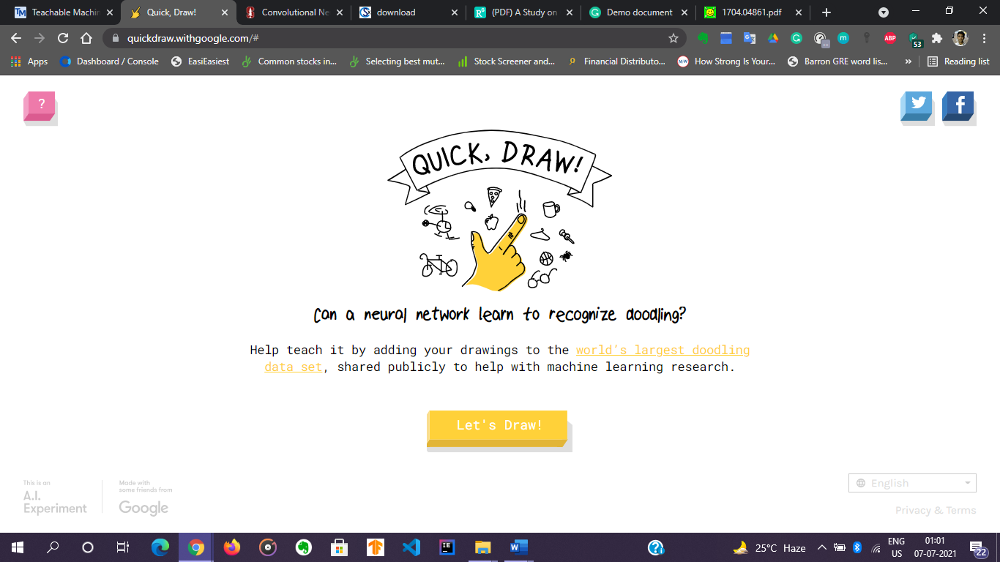 Teachable Machin
Quick, Draw!
Convolutional Ne
download
(PDF) A Study on
Demo document
1704.04861.pdf
quickdraw.withgoogle.com/#
ABP
53
Apps
Dashboard / Console
EasiEasiest
Common stocks in...
Selecting best mut...
Stock Screener and...
Financial Distributo...
How Strong Is Your...
Barron GRE word lis...
»
Reading list
?
QUICK, DRAW!
Can a neural network learn to recognize doodling?
Help teach it by adding your drawings to the world's largest doodling
data set, shared publicly to help with machine learning research.
Let's Draw!
This is an
A.I.
Experiment
Made with
some friends from
Google
English
Privacy & Terms
25°C Haze
ENG
US
01:01
07-07-2021
22